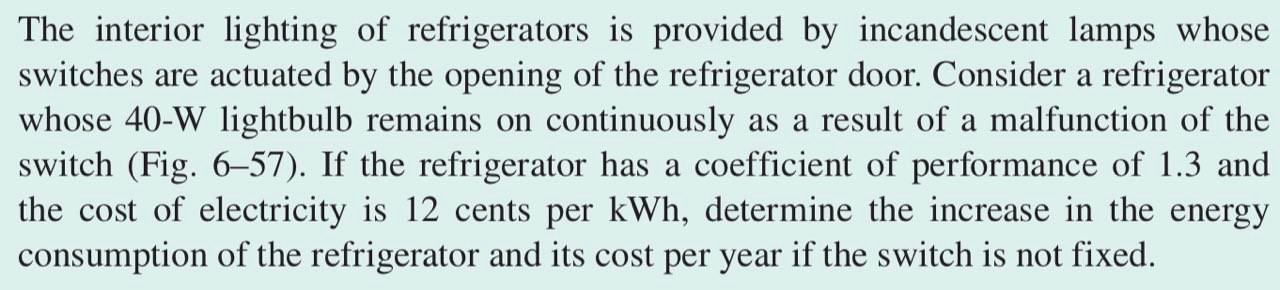 The interior lighting of refrigerators is provided by incandescent lamps whose
switches are actuated by the opening of the refrigerator door. Consider a refrigerator
whose 40-W lightbulb remains on continuously as a result of a malfunction of the
switch (Fig. 6–57). If the refrigerator has a coefficient of performance of 1.3 and
the cost of electricity is 12 cents per kWh, determine the increase in the energy
consumption of the refrigerator and its cost per year if the switch is not fixed.